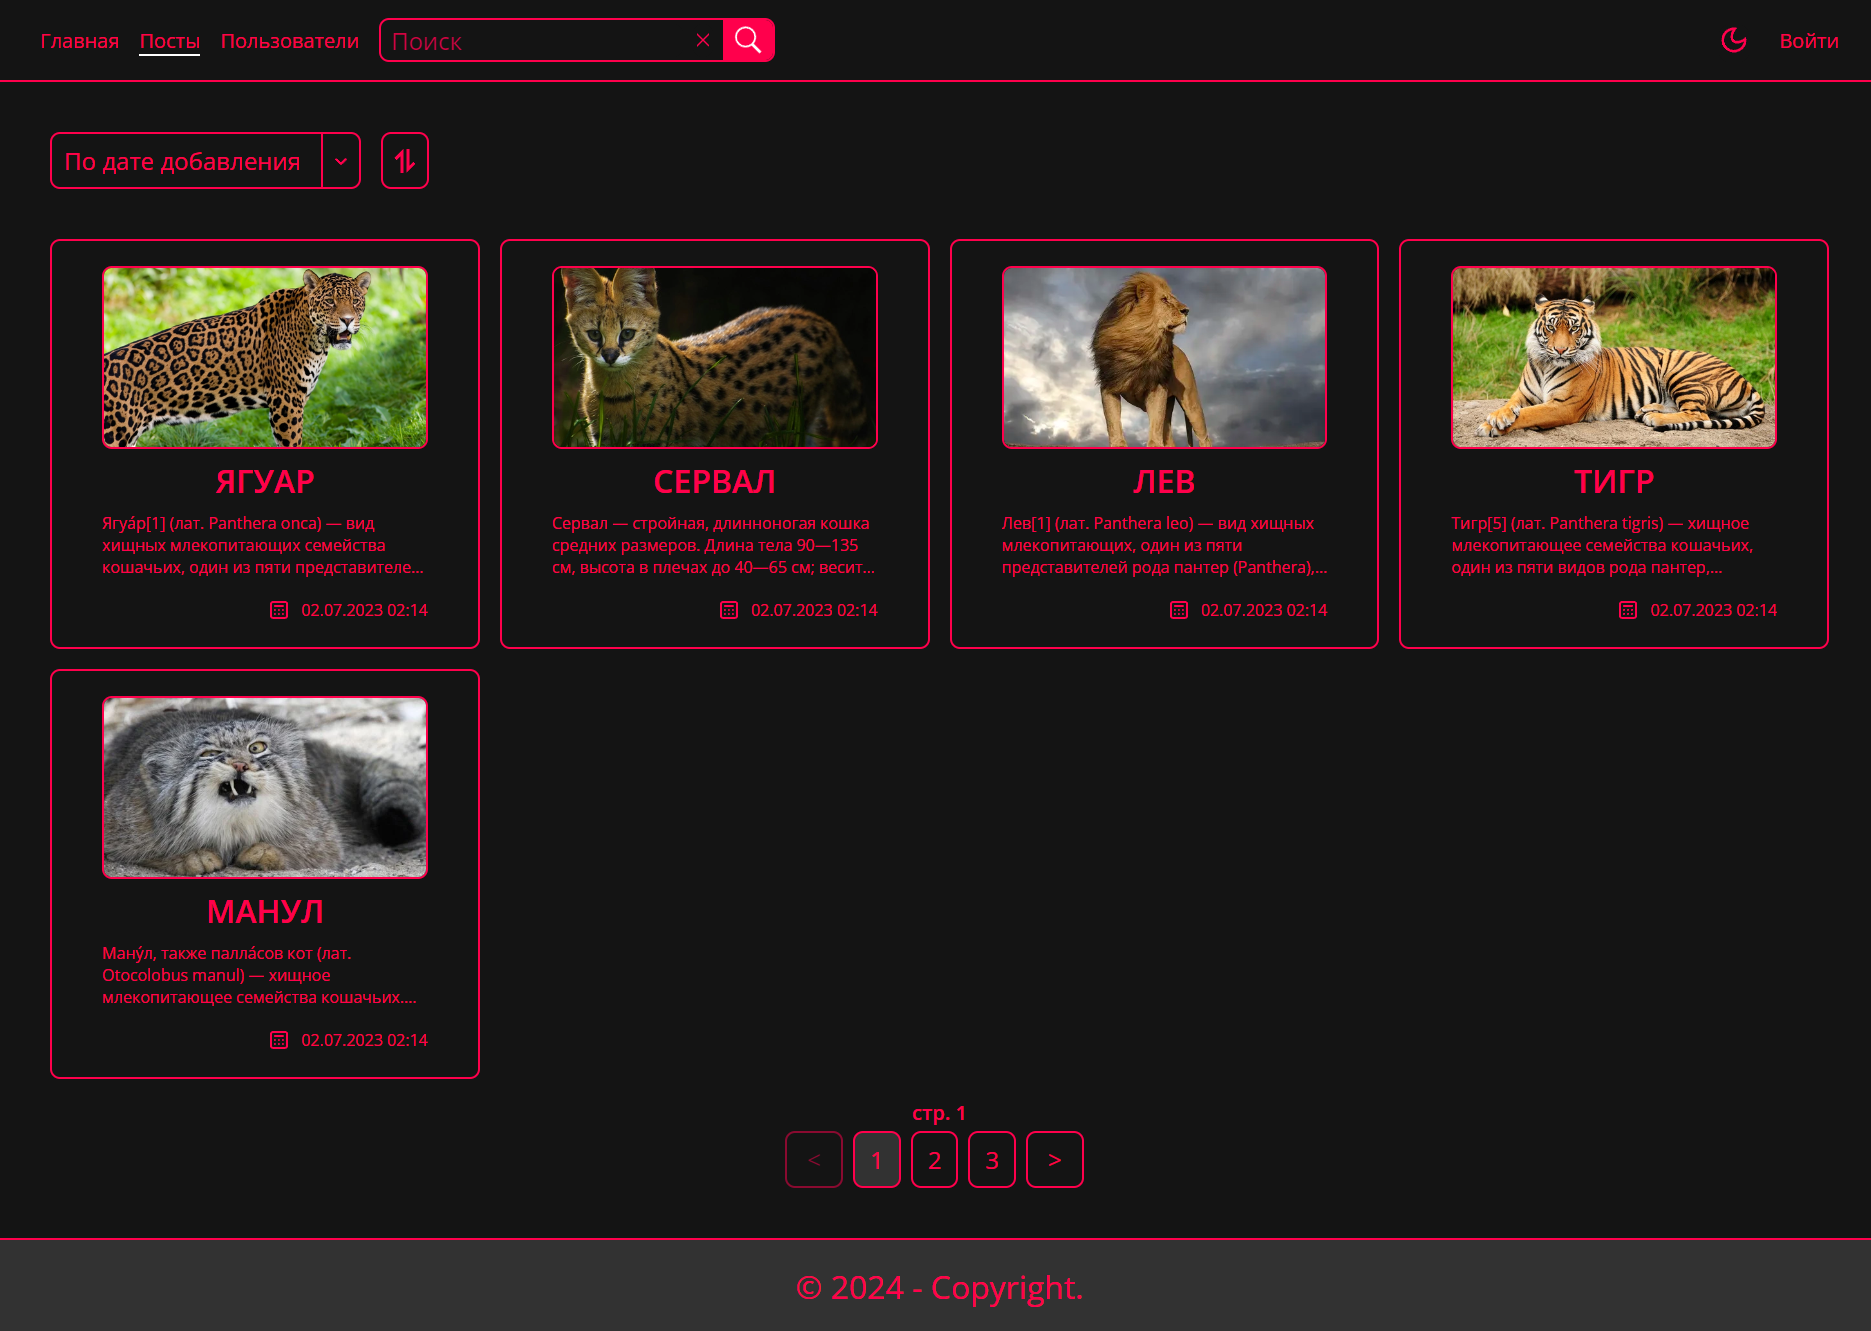 Главная Посты Пользователи Поиск Войти
По дате добавления
ЯГУАР
Ягуа́р[1] (лат. Panthera onca) — вид
хищных млекопитающих семейства
кошачьих, один из пяти представителе...
02.07.2023 02:14
СЕРВАЛ
Сервал — стройная, длинноногая кошка
средних размеров. Длина тела 90—135
см, высота в плечах до 40—65 см; весит...
02.07.2023 02:14
ЛЕВ
Лев[1] (лат. Panthera leo) — вид хищных
млекопитающих, один из пяти
представителей рода пантер (Panthera),...
02.07.2023 02:14
ТИГР
Тигр[5] (лат. Panthera tigris) — хищное
млекопитающее семейства кошачьих,
один из пяти видов рода пантер,...
02.07.2023 02:14
МАНУЛ
Ману́л, также палла́сов кот (лат.
Otocolobus manul) — хищное
млекопитающее семейства кошачьих....
02.07.2023 02:14
стр. 1
< 1 2 3 >
© 2024 - Copyright.